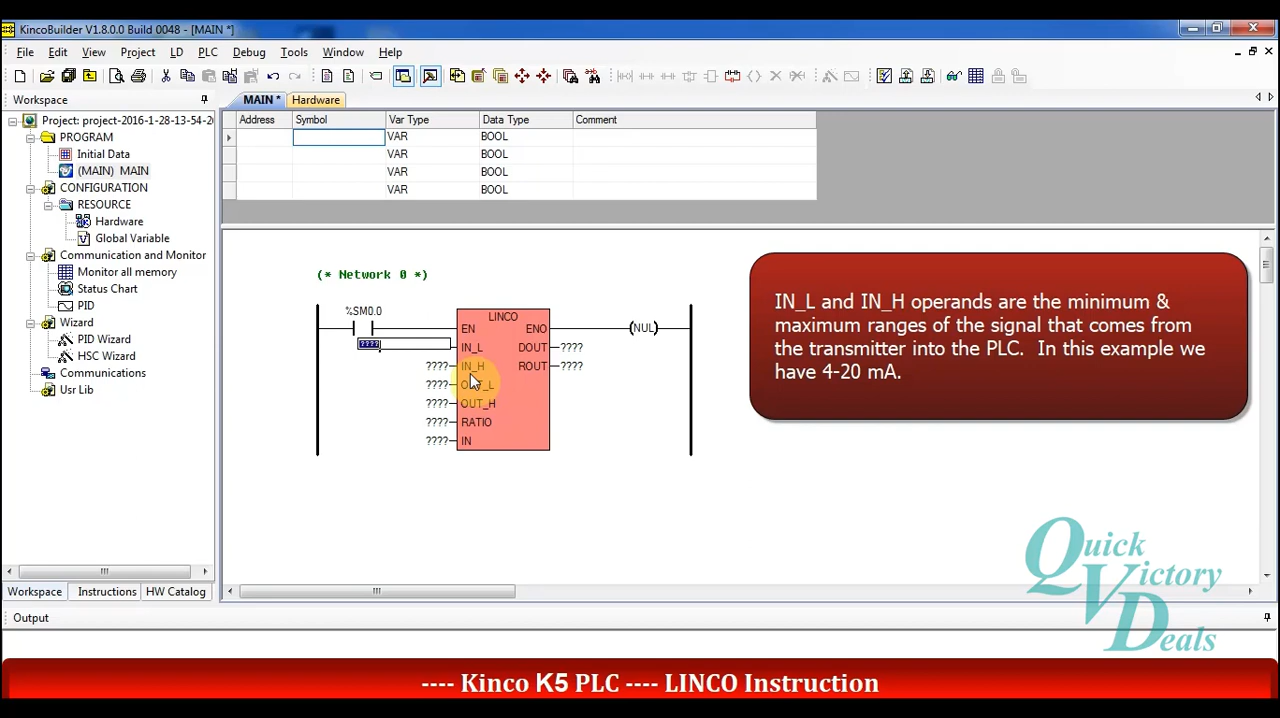 KincoBuilder V1.8.0.0 Build 0048 - [MAIN *]
File Edit View Project LD PLC Debug Tools Window Help
Workspace
MAIN * Hardware
Project: project-2016-1-28-13-54-2
PROGRAM
Initial Data
(MAIN) MAIN
CONFIGURATION
RESOURCE
Hardware
Global Variable
Communication and Monitor
Monitor all memory
Status Chart
PID
Wizard
PID Wizard
HSC Wizard
Communications
Usr Lib
Workspace Instructions HW Catalog
Address Symbol Var Type Data Type Comment
VAR BOOL
VAR BOOL
VAR BOOL
VAR BOOL
(* Network 0 *)
%SM0.0 LINCO
EN ENO (NUL)
???? IN_L DOUT ????
???? IN_H ROUT ????
???? OUT_L
???? OUT_H
???? RATIO
???? IN
IN_L and IN_H operands are the minimum &
maximum ranges of the signal that comes from
the transmitter into the PLC. In this example we
have 4-20 mA.
Quick
Victory
Deals
Output
---- Kinco K5 PLC ---- LINCO Instruction